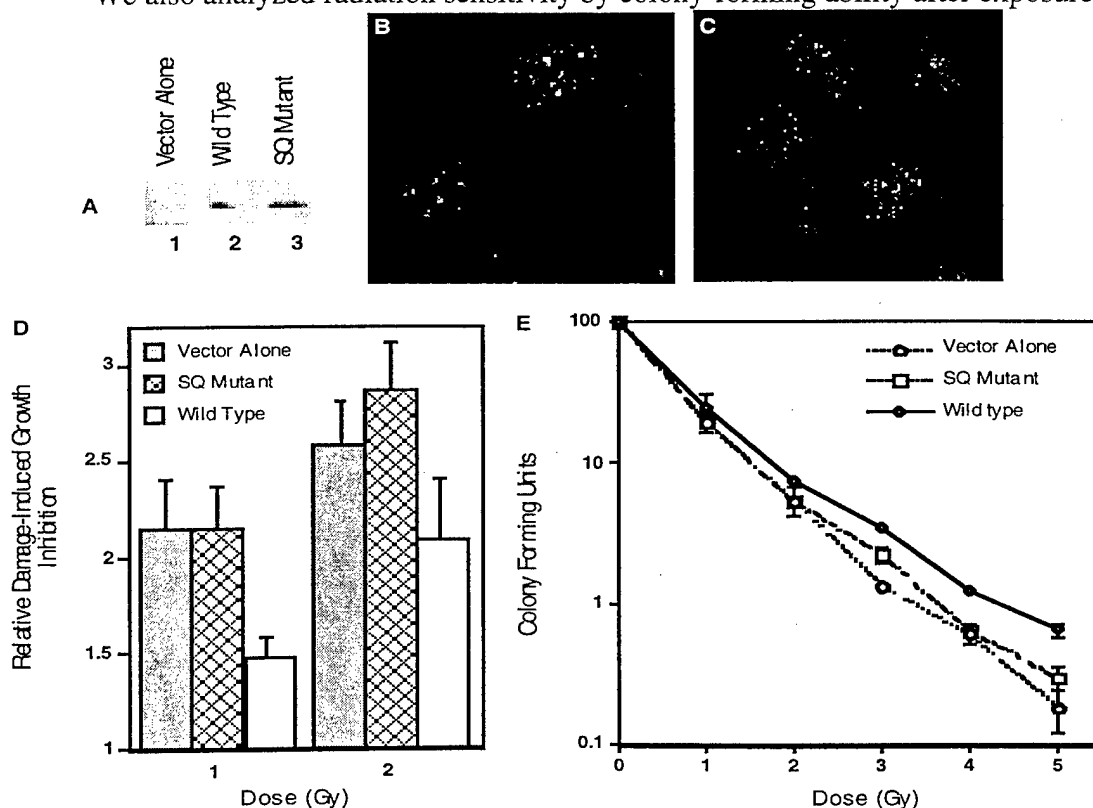 We also analyzed radiation sensitivity by colony-forming ability after exposure
Vector Alone
Wild Type
SQ Mutant
A
1 2 3
B
C
D
Vector Alone
SQ Mutant
Wild Type
Relative Damage-Induced Growth
Inhibition
3
2.5
2
1.5
1
1 2
Dose (Gy)
E
Vector Alone
SQ Mutant
Wild type
Colony Forming Units
100
10
1
0.1
0 1 2 3 4 5
Dose (Gy)